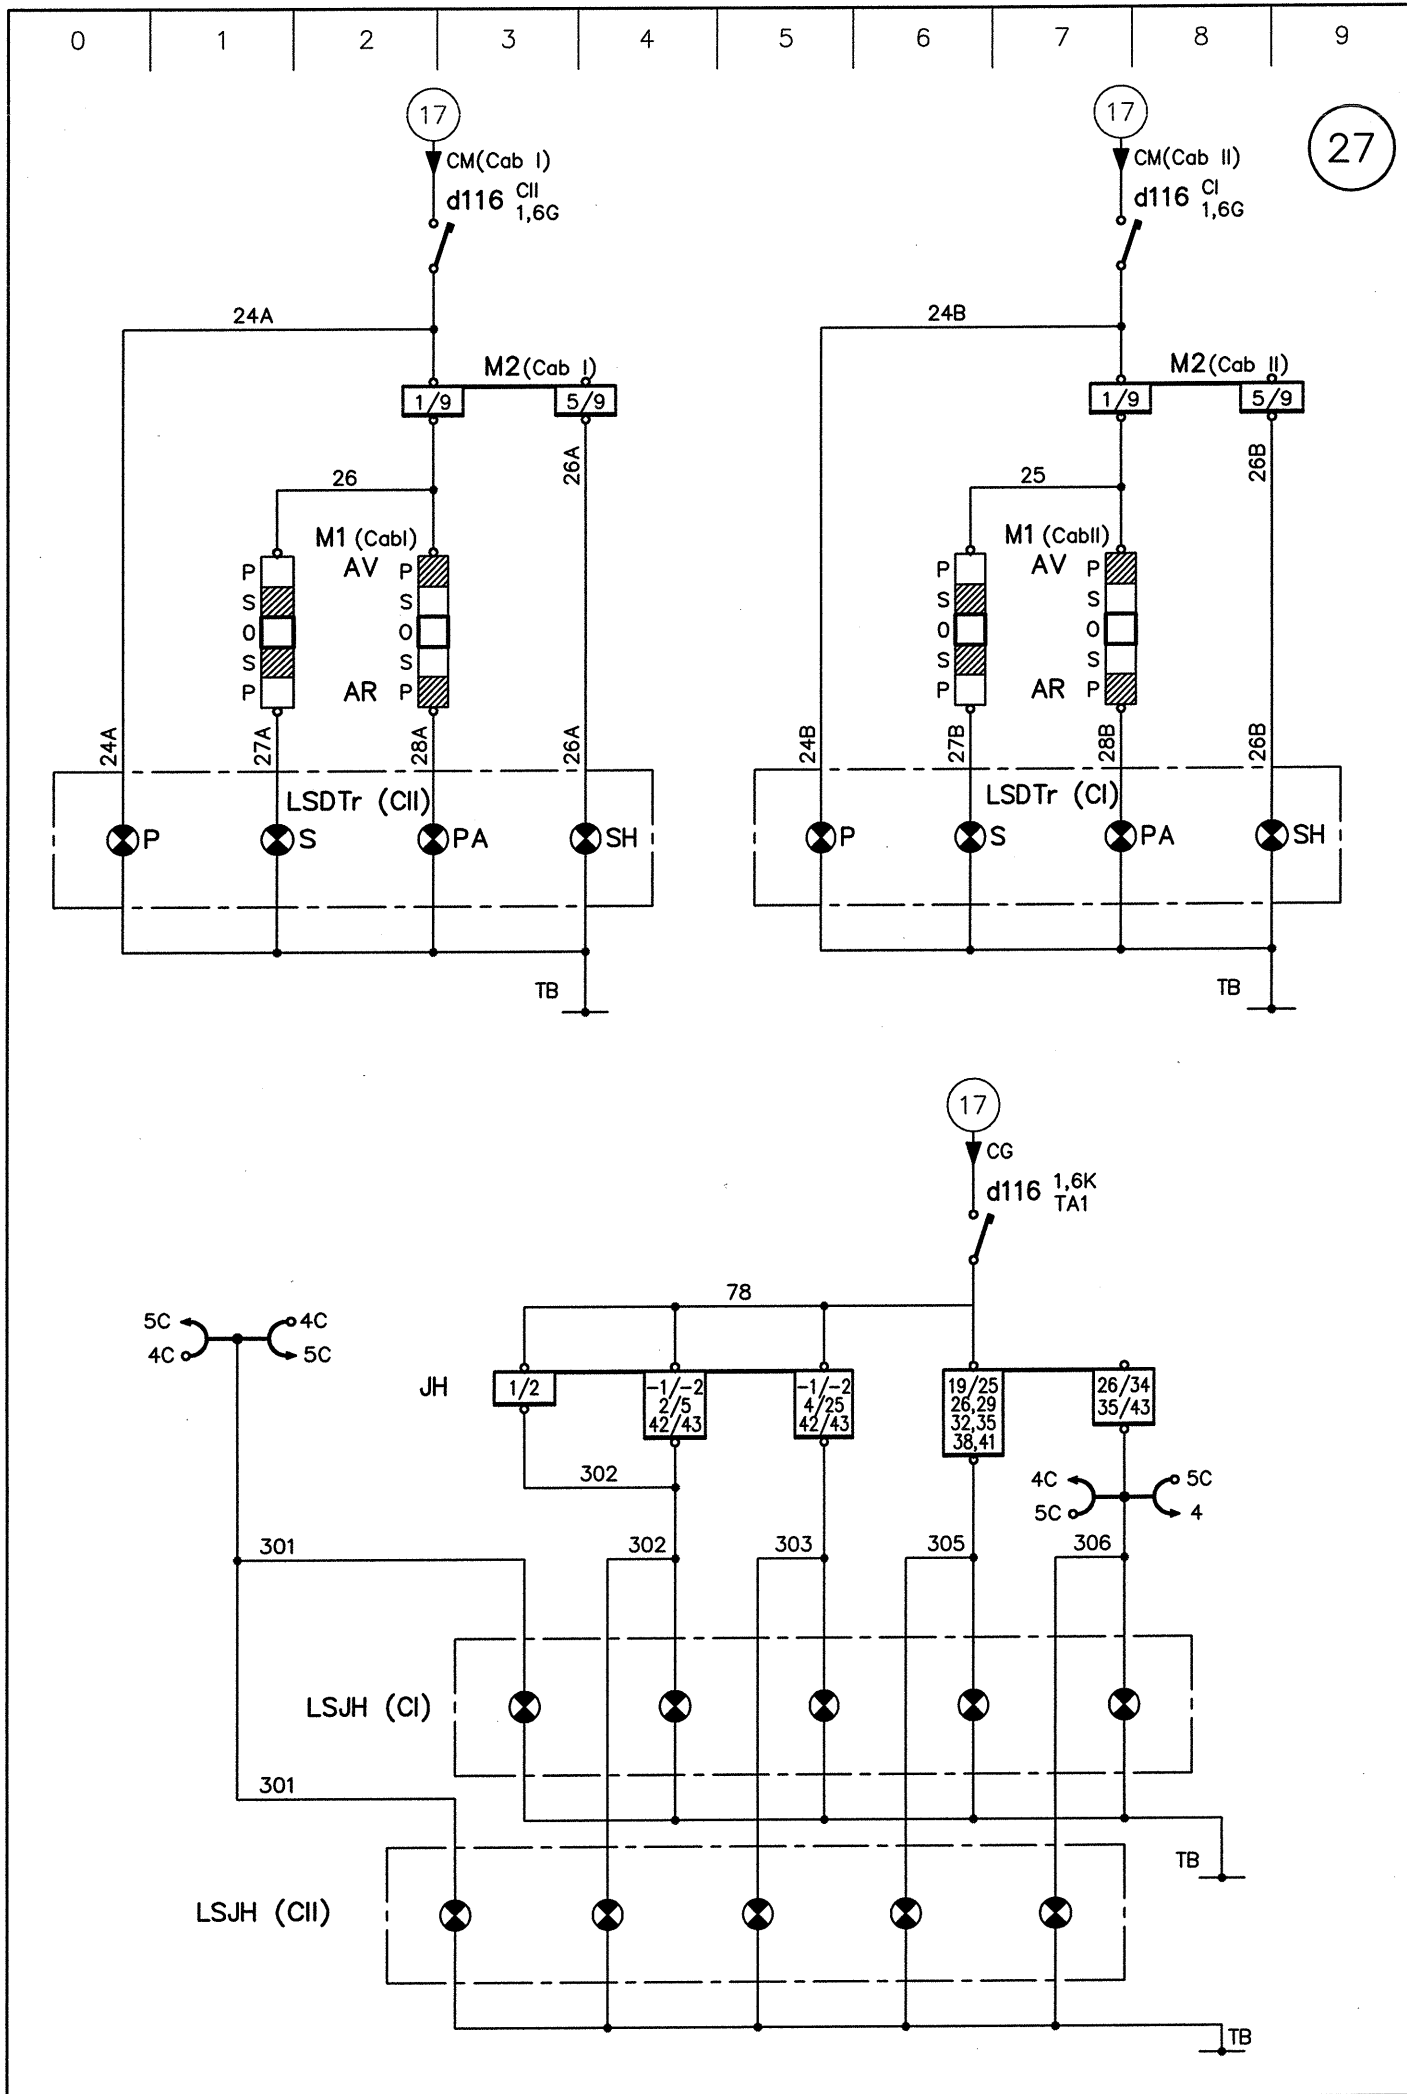 0 1 2 3 4 5 6 7 8 9
17 17
27
CM(Cab I) CM(Cab II)
d116 CII 1,6G d116 CI 1,6G
24A 24B
M2(Cab I) M2(Cab II)
1/9 5/9 1/9 5/9
26A 26B
26 25
M1 (CabI) M1 (CabII)
P AV P P AV P
S S S S
0 0 0 0
S S S S
P AR P P AR P
24A 27A 28A 26A 24B 27B 28B 26B
LSDTr (CII) LSDTr (CI)
P S PA SH P S PA SH
TB TB
17
CG
d116 1,6K TA1
78
5C 4C
4C 5C
JH 1/2 -1/-2 -1/-2 19/25 26/34
2/5 4/25 26,29 35/43
42/43 42/43 32,35
38,41
302
4C 5C
5C 4
301 302 303 305 306
LSJH (CI)
301
TB
LSJH (CII)
TB